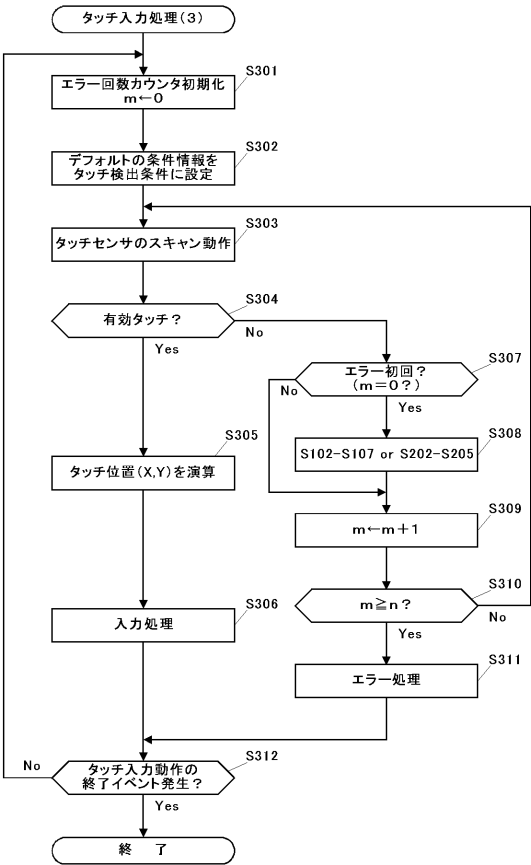 タッチ入力処理(3)
S301
エラー回数カウンタ初期化
m←0
S302
デフォルトの条件情報を
タッチ検出条件に設定
S303
タッチセンサのスキャン動作
S304
有効タッチ?
No
Yes
S307
エラー初回?
(m=0?)
No
Yes
S308
S102-S107 or S202-S205
S305
タッチ位置(X,Y)を演算
S309
m←m+1
S310
m≧n?
No
Yes
S306
入力処理
S311
エラー処理
S312
タッチ入力動作の
終了イベント発生?
No
Yes
終 了